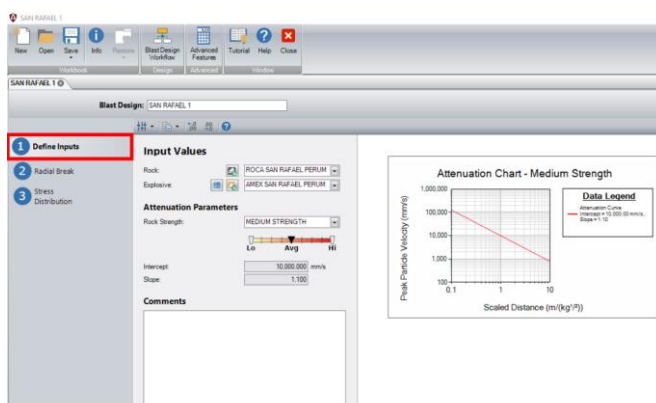 SAN RAFAEL 1
New Open Save Info Restore Blast Design Workflow Advanced Features Tutorial Help Close
Workbook Design Advanced Window
SAN RAFAEL 1
Blast Design: SAN RAFAEL 1
1 Define Inputs
2 Radial Break
3 Stress Distribution
Input Values
Rock: ROCA SAN RAFAEL PERUM
Explosive: AMEX SAN RAFAEL PERUM
Attenuation Parameters
Rock Strength: MEDIUM STRENGTH
Lo Avg Hi
Intercept: 10,000.000 mm/s
Slope: 1.100
Comments
Attenuation Chart - Medium Strength
Peak Particle Velocity (mm/s)
1,000,000
100,000
10,000
1,000
100
0.1 1 10
Scaled Distance (m/(kg¹/²))
Data Legend
Attenuation Curve
Intercept = 10,000.00 mm/s,
Slope = 1.10